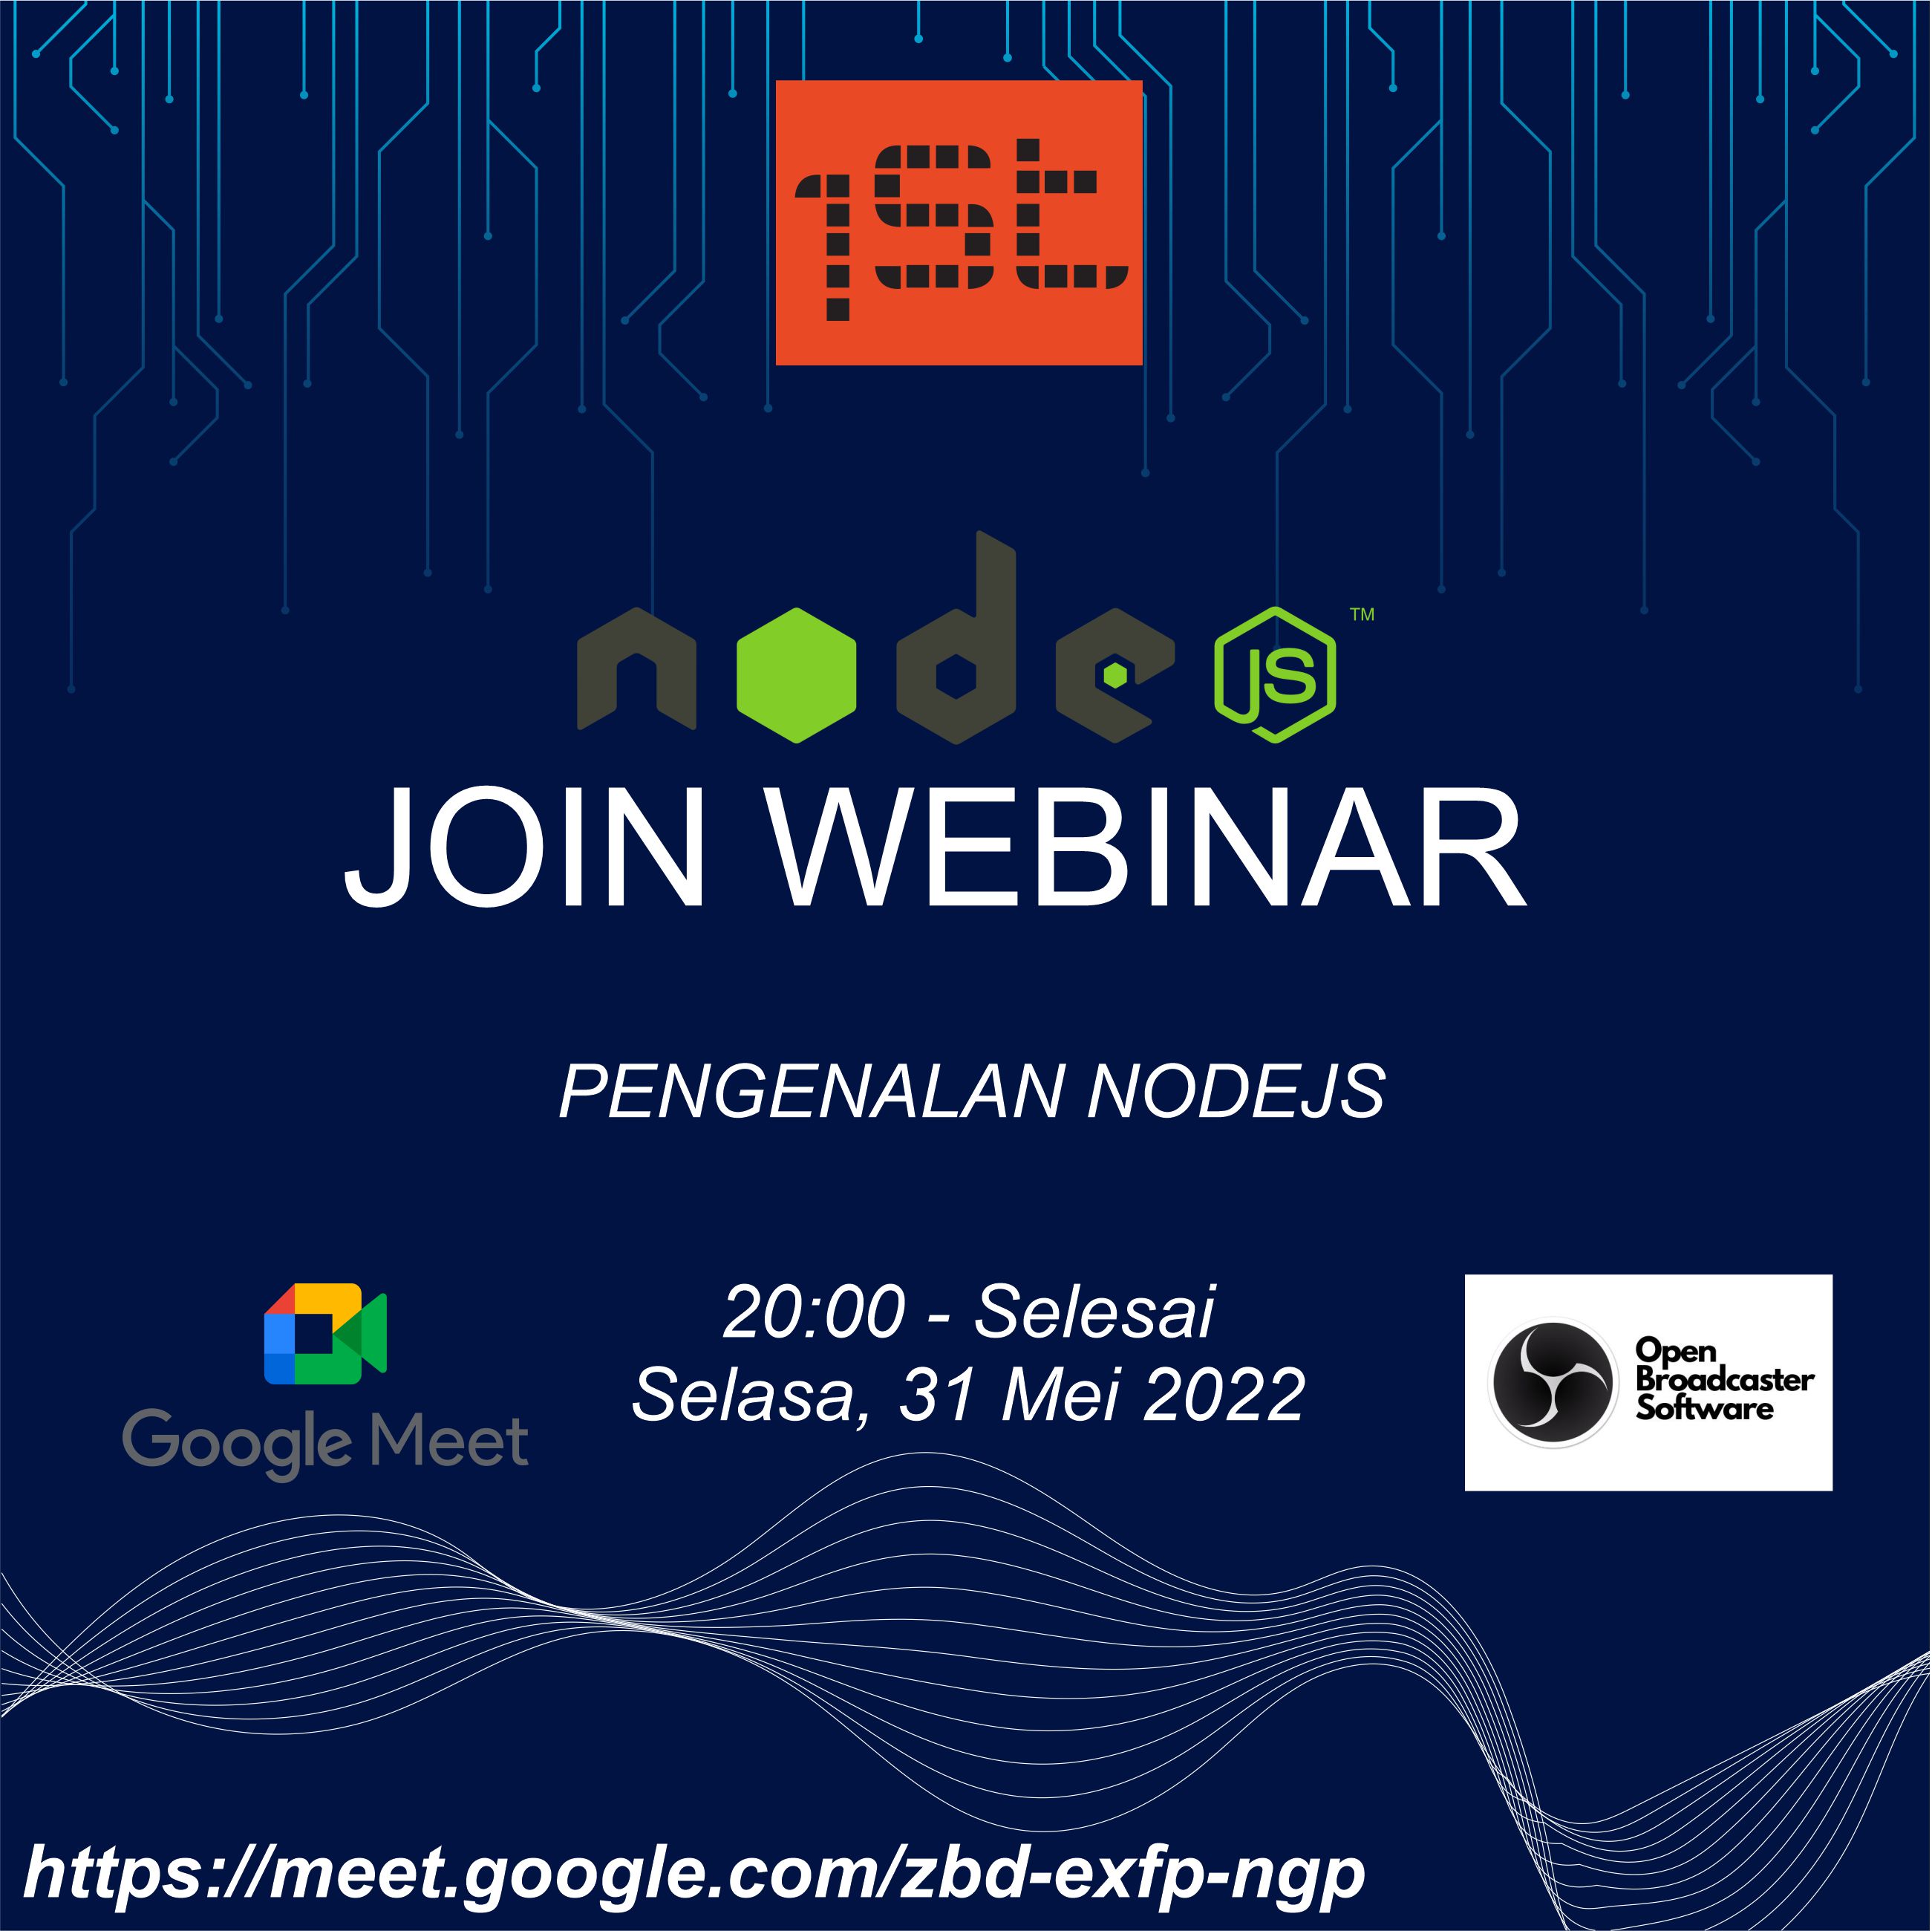 1St
node JS ™
JOIN WEBINAR
PENGENALAN NODEJS
20:00 - Selesai
Selasa, 31 Mei 2022
Google Meet
Open
Broadcaster
Software
https://meet.google.com/zbd-exfp-ngp